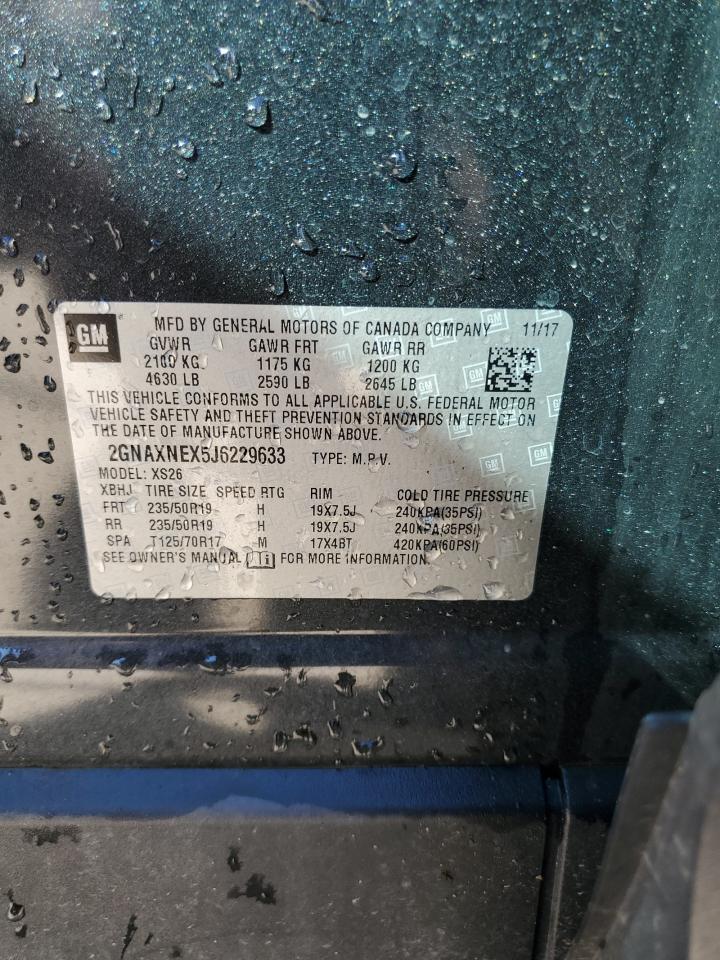 GM MFD BY GENERAL MOTORS OF CANADA COMPANY 11/17
GVWR GAWR FRT GAWR RR
2100 KG 1175 KG 1200 KG
4630 LB 2590 LB 2645 LB
THIS VEHICLE CONFORMS TO ALL APPLICABLE U.S. FEDERAL MOTOR
VEHICLE SAFETY AND THEFT PREVENTION STANDARDS IN EFFECT ON
THE DATE OF MANUFACTURE SHOWN ABOVE.
2GNAXNEX5J6229633 TYPE: M.P.V.
MODEL: XS26
XBHJ TIRE SIZE SPEED RTG RIM COLD TIRE PRESSURE
FRT 235/50R19 H 19X7.5J 240KPA(35PSI)
RR 235/50R19 H 19X7.5J 240KPA(35PSI)
SPA T125/70R17 M 17X4BT 420KPA(60PSI)
SEE OWNER'S MANUAL FOR MORE INFORMATION.